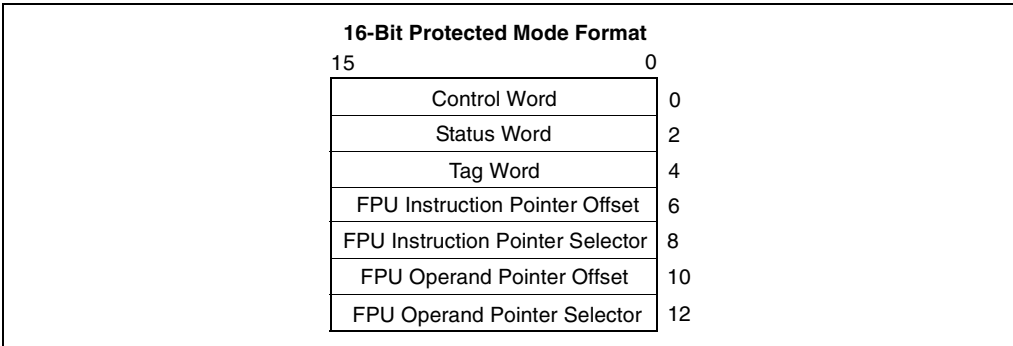 16-Bit Protected Mode Format
15 0
Control Word 0
Status Word 2
Tag Word 4
FPU Instruction Pointer Offset 6
FPU Instruction Pointer Selector 8
FPU Operand Pointer Offset 10
FPU Operand Pointer Selector 12